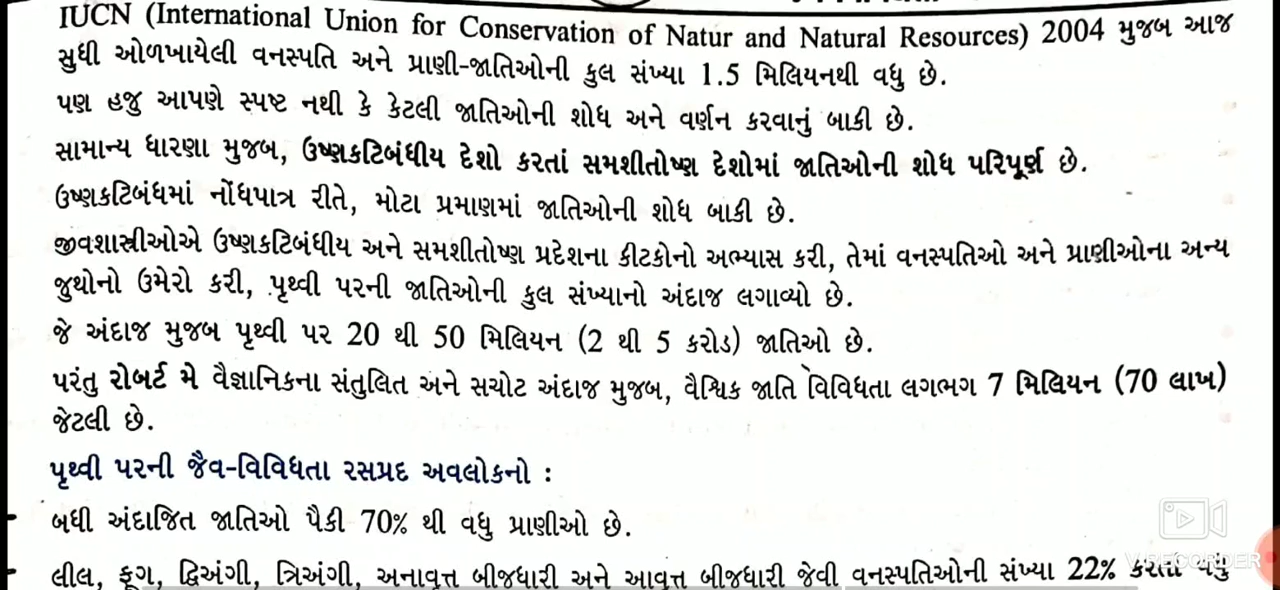 IUCN (International Union for Conservation of Natur and Natural Resources) 2004 મુજબ આજ
સુધી ઓળખાયેલી વનસ્પતિ અને પ્રાણી-જાતિઓની કુલ સંખ્યા 1.5 મિલિયનથી વધુ છે.
પણ હજુ આપણે સ્પષ્ટ નથી કે કેટલી જાતિઓની શોધ અને વર્ણન કરવાનું બાકી છે.
સામાન્ય ધારણા મુજબ, ઉષ્ણકટિબંધીય દેશો કરતાં સમશીતોષ્ણ દેશોમાં જાતિઓની શોધ પરિપૂર્ણ છે.
ઉષ્ણકટિબંધમાં નોંધપાત્ર રીતે, મોટા પ્રમાણમાં જાતિઓની શોધ બાકી છે.
જીવશાસ્ત્રીઓએ ઉષ્ણકટિબંધીય અને સમશીતોષ્ણ પ્રદેશના કીટકોનો અભ્યાસ કરી, તેમાં વનસ્પતિઓ અને પ્રાણીઓના અન્ય
જુથોનો ઉમેરો કરી, પૃથ્વી પરની જાતિઓની કુલ સંખ્યાનો અંદાજ લગાવ્યો છે.
જે અંદાજ મુજબ પૃથ્વી પર 20 થી 50 મિલિયન (2 થી 5 કરોડ) જાતિઓ છે.
પરંતુ રોબર્ટ મે વૈજ્ઞાનિકના સંતુલિત અને સચોટ અંદાજ મુજબ, વૈશ્વિક જાતિ વિવિધતા લગભગ 7 મિલિયન (70 લાખ)
જેટલી છે.
પૃથ્વી પરની જૈવ-વિવિધતા રસપ્રદ અવલોકનો :
બધી અંદાજિત જાતિઓ પૈકી 70% થી વધુ પ્રાણીઓ છે.
લીલ, ફૂગ, દ્વિઅંગી, ત્રિઅંગી, અનાવૃત્ત બીજધારી અને આવૃત્ત બીજધારી જેવી વનસ્પતિઓની સંખ્યા 22% કરતાં વધુ
V RECORDER